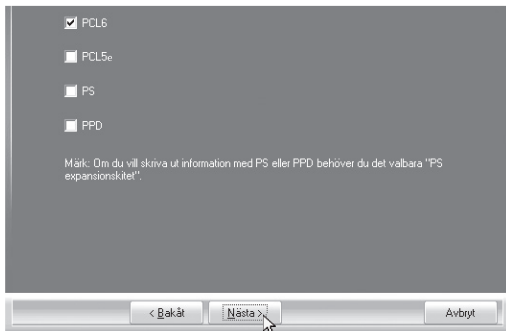 PCL6
PCL5e
PS
PPD
Märk: Om du vill skriva ut information med PS eller PPD behöver du det valbara "PS
expansionskitet".
< Bakåt Nästa > Avbryt